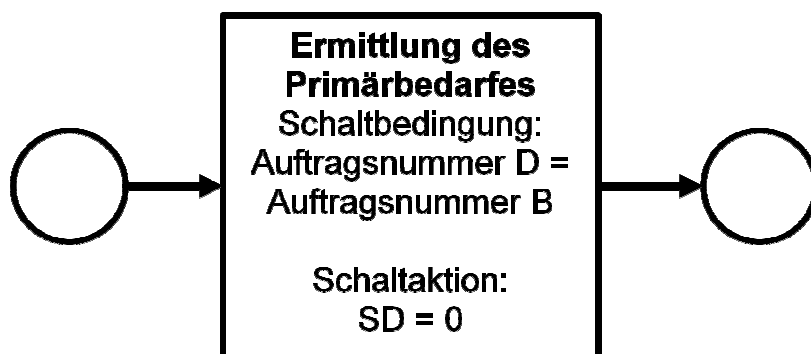 Ermittlung des
Primärbedarfes
Schaltbedingung:
Auftragsnummer D =
Auftragsnummer B
Schaltaktion:
SD = 0